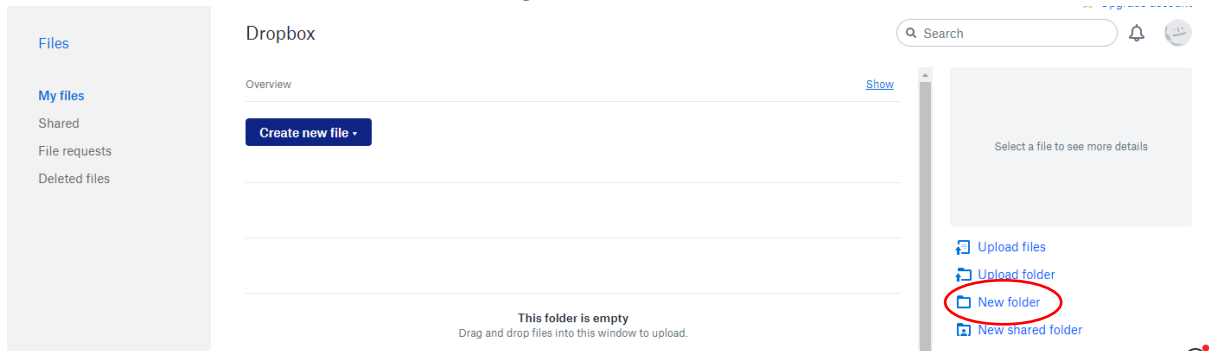 Upgrade account
Files
Dropbox
Search
My files
Shared
File requests
Deleted files
Overview
Show
Create new file
Select a file to see more details
Upload files
Upload folder
New folder
New shared folder
This folder is empty
Drag and drop files into this window to upload.